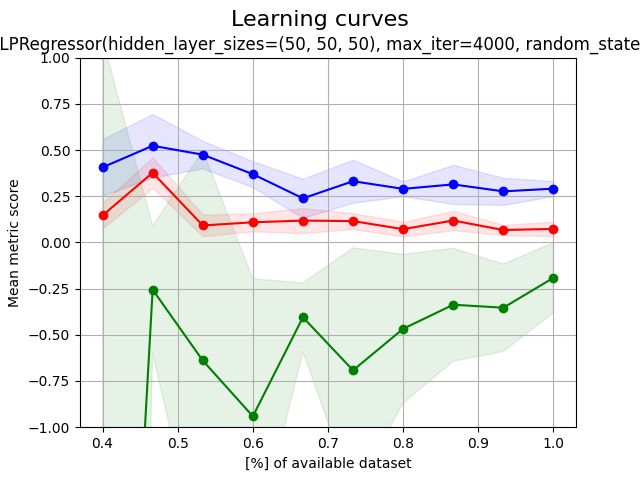 Learning curves
LPRegressor(hidden_layer_sizes=(50, 50, 50), max_iter=4000, random_state
1.00
0.75
0.50
0.25
0.00
−0.25
−0.50
−0.75
−1.00
Mean metric score
0.4 0.5 0.6 0.7 0.8 0.9 1.0
[%] of available dataset